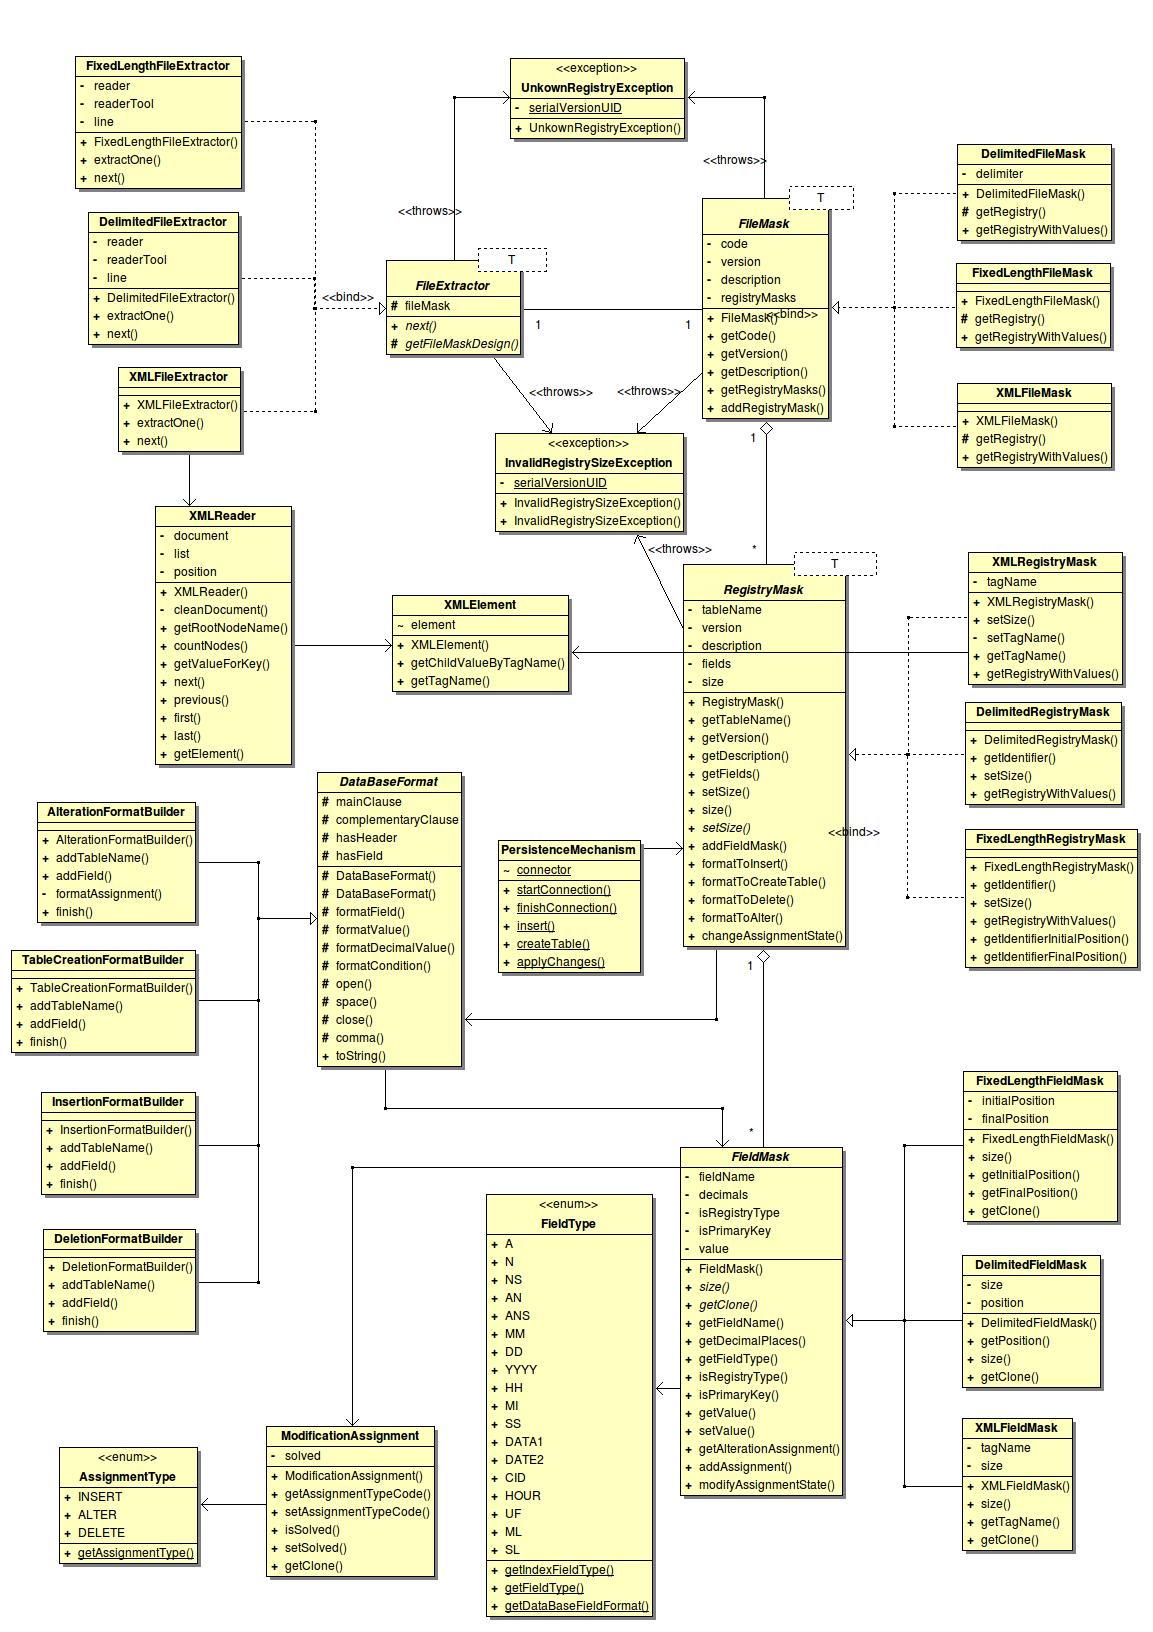 <<exception>>
UnkownRegistryException
- serialVersionUID
+ UnkownRegistryException()
FixedLengthFileExtractor
- reader
- readerTool
- line
+ FixedLengthFileExtractor()
+ extractOne()
+ next()
DelimitedFileExtractor
- reader
- readerTool
- line
+ DelimitedFileExtractor()
+ extractOne()
+ next()
XMLFileExtractor
+ XMLFileExtractor()
+ extractOne()
+ next()
<<bind>>
<<throws>>
<<throws>>
T
FileExtractor
# fileMask
+ next()
# getFileMaskDesign()
1
1
T
FileMask
- code
- version
- description
- registryMasks
+ FileMask()
+ getCode()
+ getVersion()
+ getDescription()
+ getRegistryMasks()
+ addRegistryMask()
<<bind>>
DelimitedFileMask
- delimiter
+ DelimitedFileMask()
# getRegistry()
+ getRegistryWithValues()
FixedLengthFileMask
+ FixedLengthFileMask()
# getRegistry()
+ getRegistryWithValues()
XMLFileMask
+ XMLFileMask()
# getRegistry()
+ getRegistryWithValues()
<<throws>>
<<throws>>
<<exception>>
InvalidRegistrySizeException
- serialVersionUID
+ InvalidRegistrySizeException()
+ InvalidRegistrySizeException()
1
*
<<throws>>
XMLReader
- document
- list
- position
+ XMLReader()
- cleanDocument()
+ getRootNodeName()
+ countNodes()
+ getValueForKey()
+ next()
+ previous()
+ first()
+ last()
+ getElement()
XMLElement
~ element
+ XMLElement()
+ getChildValueByTagName()
+ getTagName()
T
RegistryMask
- tableName
- version
- description
- fields
- size
+ RegistryMask()
+ getTableName()
+ getVersion()
+ getDescription()
+ getFields()
+ setSize()
+ size()
+ setSize()
+ addFieldMask()
+ formatToInsert()
+ formatToCreateTable()
+ formatToDelete()
+ formatToAlter()
+ changeAssignmentState()
<<bind>>
XMLRegistryMask
- tagName
+ XMLRegistryMask()
+ setSize()
- setTagName()
+ getTagName()
+ getRegistryWithValues()
DelimitedRegistryMask
+ DelimitedRegistryMask()
+ getIdentifier()
+ setSize()
+ getRegistryWithValues()
FixedLengthRegistryMask
+ FixedLengthRegistryMask()
+ getIdentifier()
+ setSize()
+ getRegistryWithValues()
+ getIdentifierInitialPosition()
+ getIdentifierFinalPosition()
DataBaseFormat
# mainClause
# complementaryClause
# hasHeader
# hasField
# DataBaseFormat()
# DataBaseFormat()
# formatField()
# formatValue()
# formatDecimalValue()
# formatCondition()
# open()
# space()
# close()
# comma()
+ toString()
PersistenceMechanism
~ connector
+ startConnection()
+ finishConnection()
+ insert()
+ createTable()
+ applyChanges()
AlterationFormatBuilder
+ AlterationFormatBuilder()
+ addTableName()
+ addField()
- formatAssignment()
+ finish()
TableCreationFormatBuilder
+ TableCreationFormatBuilder()
+ addTableName()
+ addField()
+ finish()
InsertionFormatBuilder
+ InsertionFormatBuilder()
+ addTableName()
+ addField()
+ finish()
DeletionFormatBuilder
+ DeletionFormatBuilder()
+ addTableName()
+ addField()
+ finish()
1
*
FieldMask
- fieldName
- decimals
- isRegistryType
- isPrimaryKey
- value
+ FieldMask()
+ size()
+ getClone()
+ getFieldName()
+ getDecimalPlaces()
+ getFieldType()
+ isRegistryType()
+ isPrimaryKey()
+ getValue()
+ setValue()
+ getAlterationAssignment()
+ addAssignment()
+ modifyAssignmentState()
FixedLengthFieldMask
- initialPosition
- finalPosition
+ FixedLengthFieldMask()
+ size()
+ getInitialPosition()
+ getFinalPosition()
+ getClone()
DelimitedFieldMask
- size
- position
+ DelimitedFieldMask()
+ getPosition()
+ size()
+ getClone()
XMLFieldMask
- tagName
- size
+ XMLFieldMask()
+ size()
+ getTagName()
+ getClone()
<<enum>>
FieldType
+ A
+ N
+ NS
+ AN
+ ANS
+ MM
+ DD
+ YYYY
+ HH
+ MI
+ SS
+ DATA1
+ DATE2
+ CID
+ HOUR
+ UF
+ ML
+ SL
+ getIndexFieldType()
+ getFieldType()
+ getDataBaseFieldFormat()
ModificationAssignment
- solved
+ ModificationAssignment()
+ getAssignmentTypeCode()
+ setAssignmentTypeCode()
+ isSolved()
+ setSolved()
+ getClone()
<<enum>>
AssignmentType
+ INSERT
+ ALTER
+ DELETE
+ getAssignmentType()